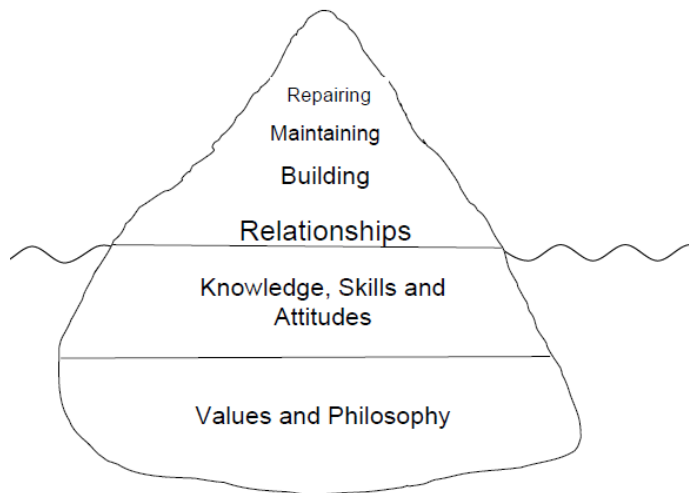 Repairing
Maintaining
Building
Relationships
Knowledge, Skills and
Attitudes
Values and Philosophy